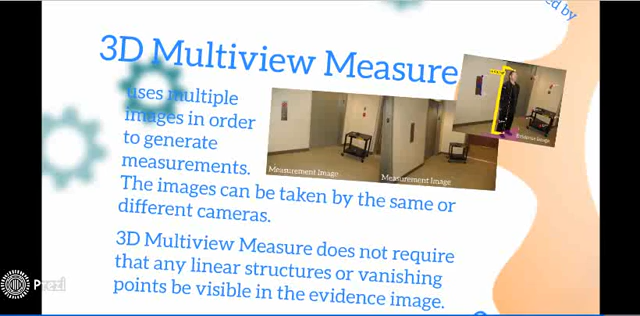 ed by
3D Multiview Measure
uses multiple
images in order
to generate
measurements.
Measurement Image
Measurement Image
The images can be taken by the same or
different cameras.
3D Multiview Measure does not require
that any linear structures or vanishing
points be visible in the evidence image.
Prezi